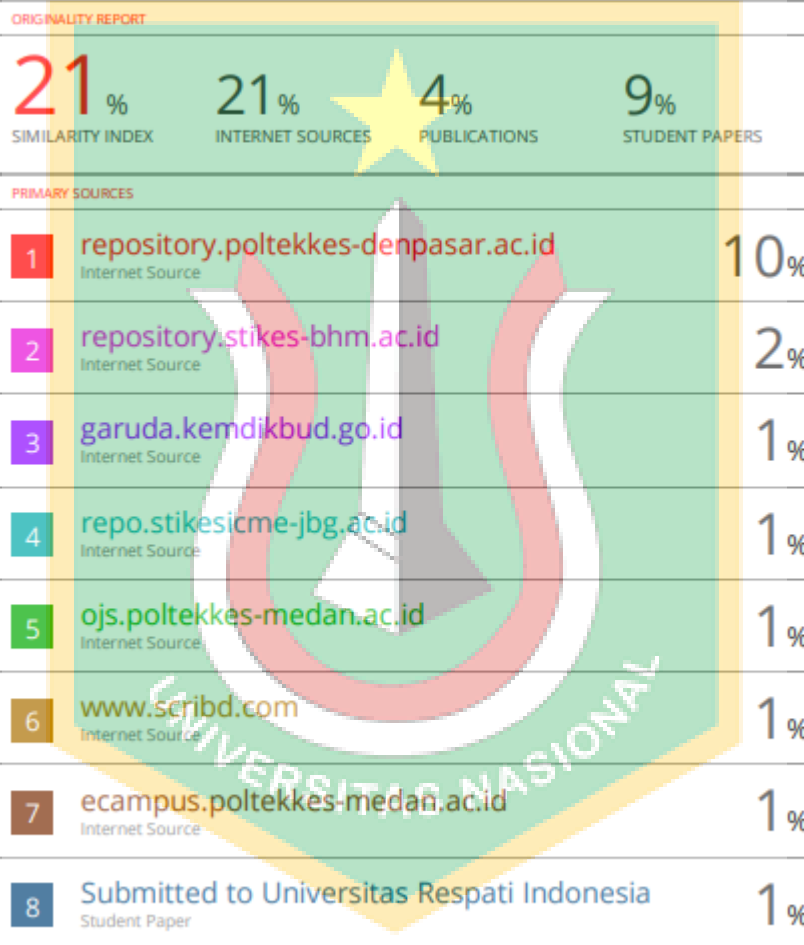 ORIGINALITY REPORT
21% 21% 4% 9%
SIMILARITY INDEX INTERNET SOURCES PUBLICATIONS STUDENT PAPERS
PRIMARY SOURCES
1 repository.poltekkes-denpasar.ac.id 10%
Internet Source
2 repository.stikes-bhm.ac.id 2%
Internet Source
3 garuda.kemdikbud.go.id 1%
Internet Source
4 repo.stikesicme-jbg.ac.id 1%
Internet Source
5 ojs.poltekkes-medan.ac.id 1%
Internet Source
6 www.scribd.com 1%
Internet Source
7 ecampus.poltekkes-medan.ac.id 1%
Internet Source
8 Submitted to Universitas Respati Indonesia 1%
Student Paper
UNIVERSITAS NASIONAL